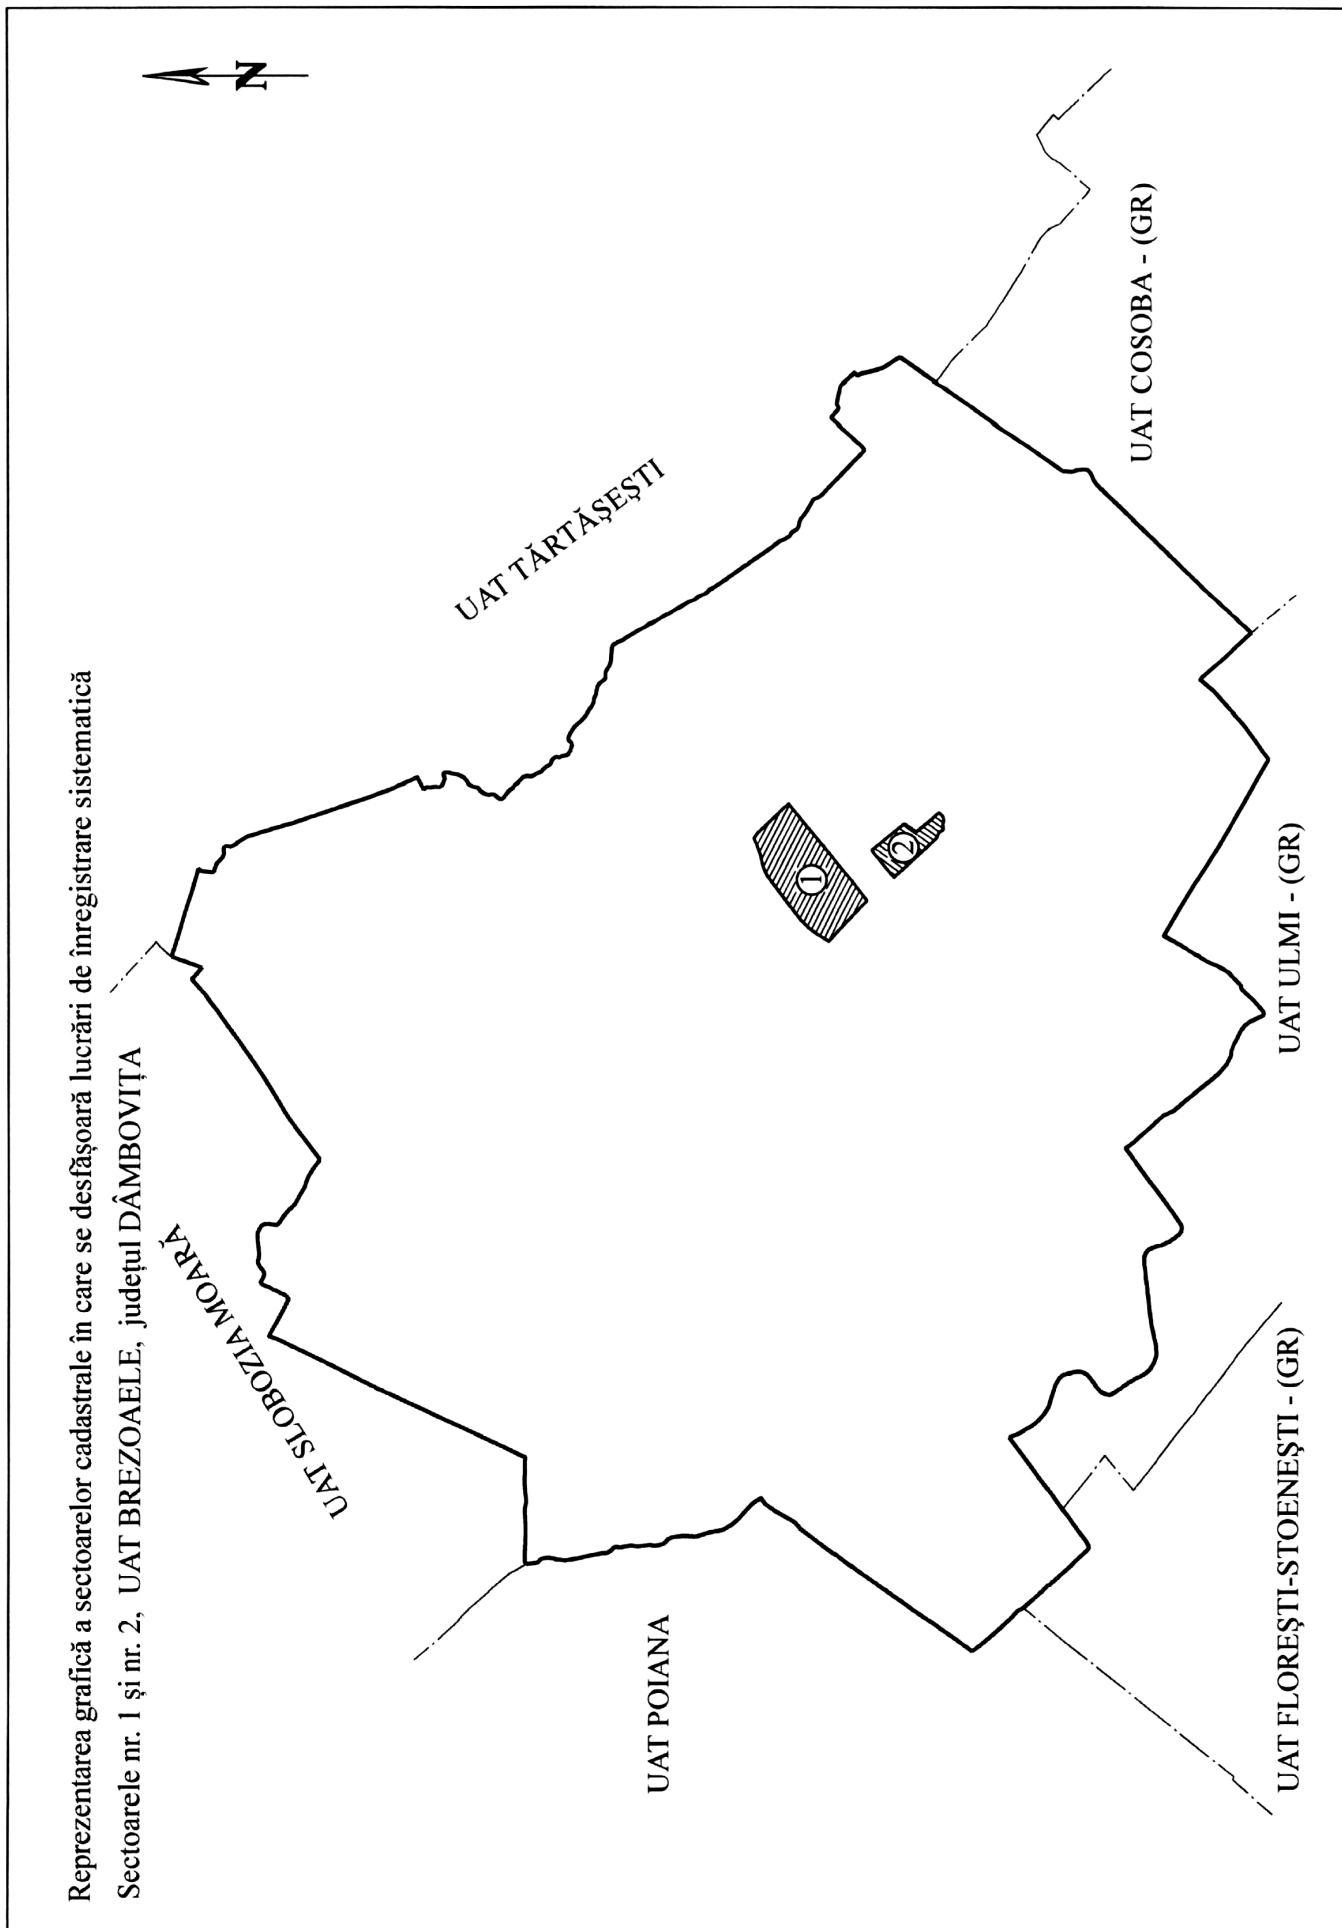 Reprezentarea grafică a sectoarelor cadastrale în care se desfășoară lucrări de înregistrare sistematică
Sectoarele nr. 1 și nr. 2, UAT BREZOAELE, județul DÂMBOVIȚA
N
UAT SLOBOZIA MOARĂ
UAT TĂRTĂȘEȘTI
UAT POIANA
1
2
UAT COSOBA - (GR)
UAT FLOREȘTI-STOENEȘTI - (GR)
UAT ULMI - (GR)